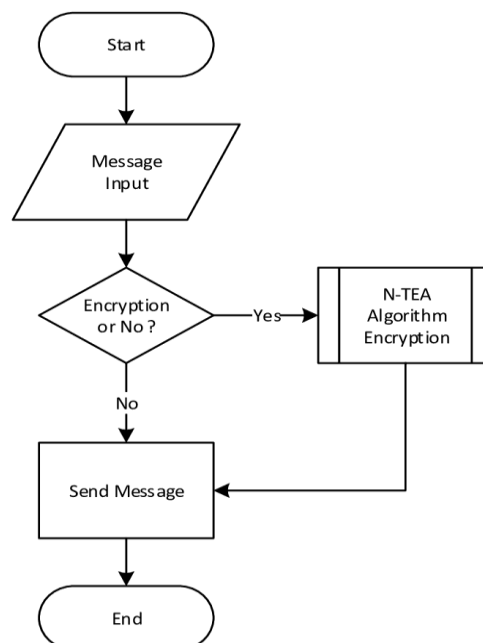 Start
Message
Input
Encryption
or No?
Yes
N-TEA
Algorithm
Encryption
No
Send Message
End